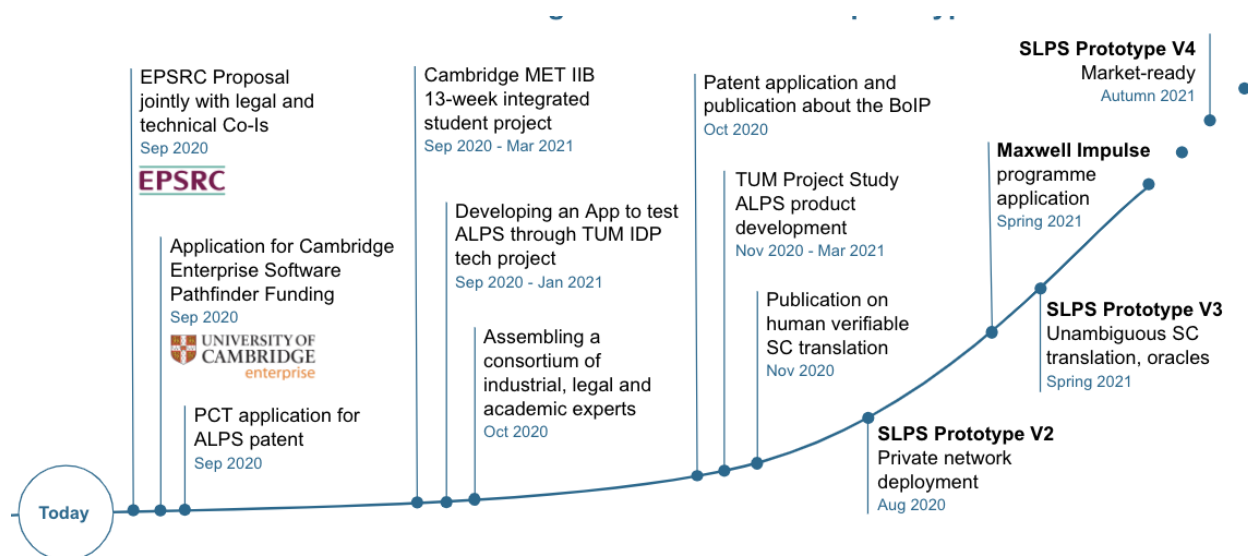 EPSRC Proposal
jointly with legal and
technical Co-Is
Sep 2020
EPSRC
Application for Cambridge
Enterprise Software
Pathfinder Funding
Sep 2020
UNIVERSITY OF
CAMBRIDGE
enterprise
PCT application for
ALPS patent
Sep 2020
Today
Cambridge MET IIB
13-week integrated
student project
Sep 2020 - Mar 2021
Developing an App to test
ALPS through TUM IDP
tech project
Sep 2020 - Jan 2021
Assembling a
consortium of
industrial, legal and
academic experts
Oct 2020
Patent application and
publication about the BoIP
Oct 2020
TUM Project Study
ALPS product
development
Nov 2020 - Mar 2021
Publication on
human verifiable
SC translation
Nov 2020
SLPS Prototype V2
Private network
deployment
Aug 2020
Maxwell Impulse
programme
application
Spring 2021
SLPS Prototype V3
Unambiguous SC
translation, oracles
Spring 2021
SLPS Prototype V4
Market-ready
Autumn 2021